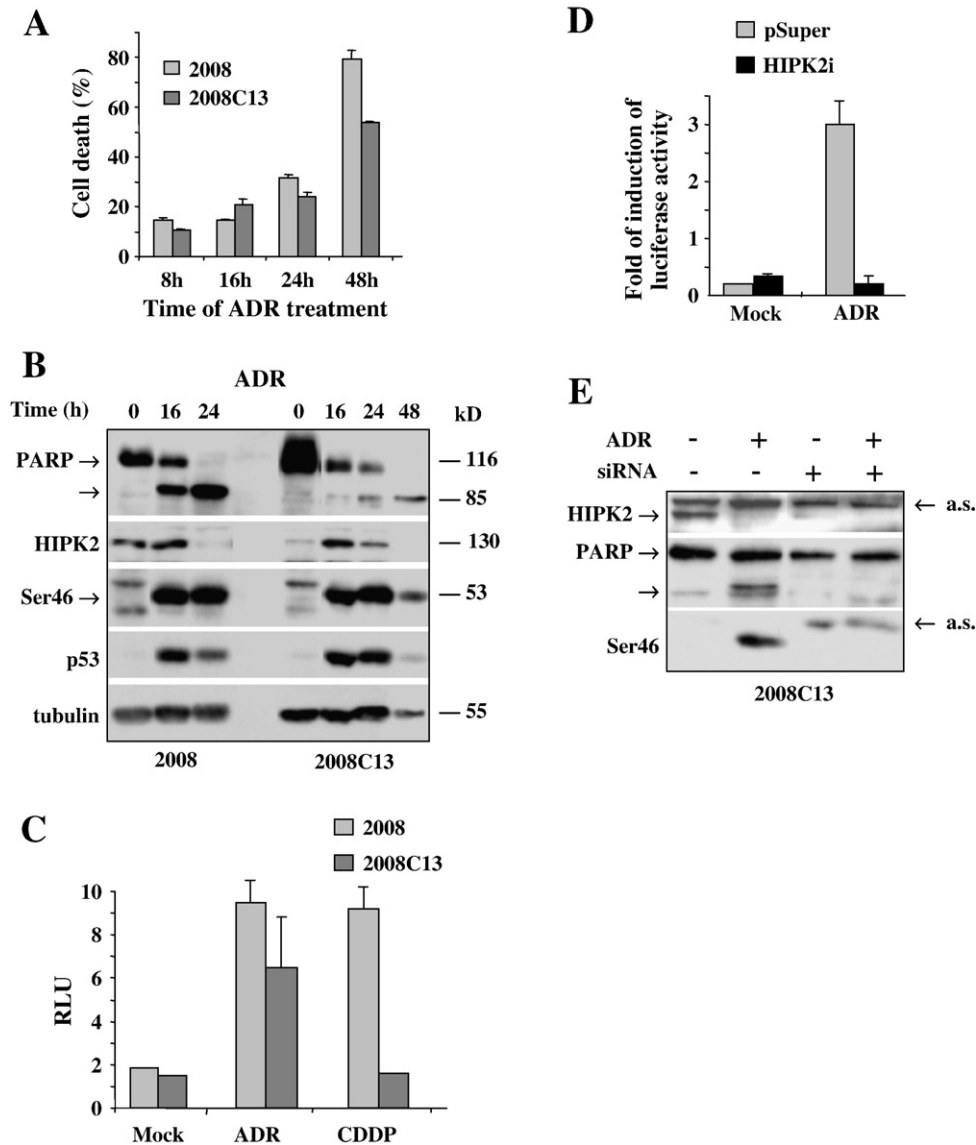 A
Cell death (%)
80
60
40
20
0
2008
2008C13
8h 16h 24h 48h
Time of ADR treatment
B
ADR
Time (h) 0 16 24 0 16 24 48 kD
PARP → — 116
→ — 85
HIPK2 — 130
Ser46 → — 53
p53
tubulin — 55
2008 2008C13
C
2008
2008C13
RLU
10
8
6
4
2
0
Mock ADR CDDP
D
pSuper
HIPK2i
Fold of induction of
luciferase activity
3
2
1
0
Mock ADR
E
ADR - + - +
siRNA - - + +
HIPK2 → ← a.s.
PARP →
→
← a.s.
Ser46
2008C13